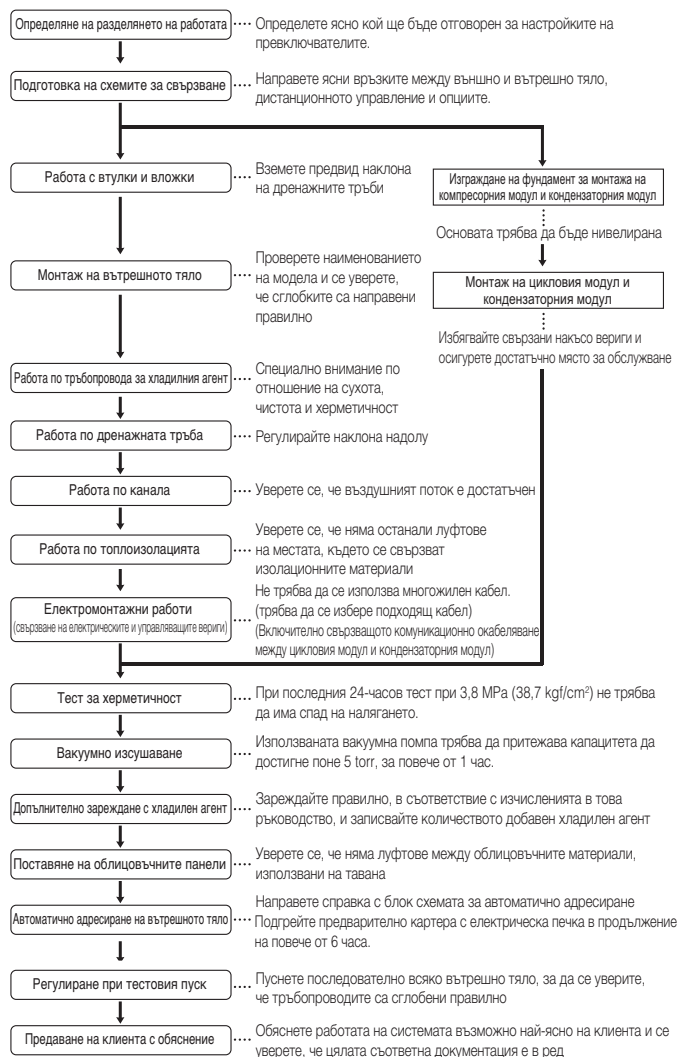 Определяне на разделянето на работата
Определете ясно кой ще бъде отговорен за настройките на
превключвателите.
Подготовка на схемите за свързване
Направете ясни връзките между външно и вътрешно тяло,
дистанционното управление и опциите.
Работа с втулки и вложки
Вземете предвид наклона
на дренажните тръби
Изграждане на фундамент за монтажа на
компресорния модул и кондензаторния модул
Основата трябва да бъде нивелирана
Монтаж на вътрешното тяло
Проверете наименованието
на модела и се уверете,
че сглобките са направени
правилно
Монтаж на цикловия модул и
кондензаторния модул
Избягвайте свързани накъсо вериги и
осигурете достатъчно място за обслужване
Работа по тръбопровода за хладилния агент
Специално внимание по
отношение на сухота,
чистота и херметичност
Работа по дренажната тръба
Регулирайте наклона надолу
Работа по канала
Уверете се, че въздушният поток е достатъчен
Работа по топлоизолацията
Уверете се, че няма останали луфтове
на местата, където се свързват
изолационните материали
Електромонтажни работи
(свързване на електрическите и управляващите вериги)
Не трябва да се използва многожилен кабел.
(трябва да се избере подходящ кабел)
(Включително свързващото комуникационно окабеляване
между цикловия модул и кондензаторния модул)
Тест за херметичност
При последния 24-часов тест при 3,8 MPa (38,7 kgf/cm²) не трябва
да има спад на налягането.
Вакуумно изсушаване
Използваната вакуумна помпа трябва да притежава капацитета да
достигне поне 5 torr, за повече от 1 час.
Допълнително зареждане с хладилен агент
Зареждайте правилно, в съответствие с изчисленията в това
ръководство, и записвайте количеството добавен хладилен агент
Поставяне на облицовъчните панели
Уверете се, че няма луфтове между облицовъчните материали,
използвани на тавана
Автоматично адресиране на вътрешното тяло
Направете справка с блок схемата за автоматично адресиране
Подгрейте предварително картера с електрическа печка в продължение
на повече от 6 часа.
Регулиране при тестовия пуск
Пуснете последователно всяко вътрешно тяло, за да се уверите,
че тръбопроводите са сглобени правилно
Предаване на клиента с обяснение
Обяснете работата на системата възможно най-ясно на клиента и се
уверете, че цялата съответна документация е в ред